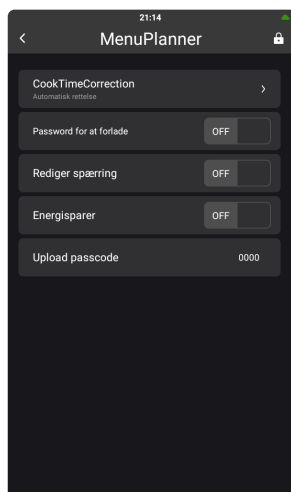 21:14
MenuPlanner
CookTimeCorrection
Automatisk rettelse
Password for at forlade
OFF
Rediger spærring
OFF
Energisparer
OFF
Upload passcode
0000